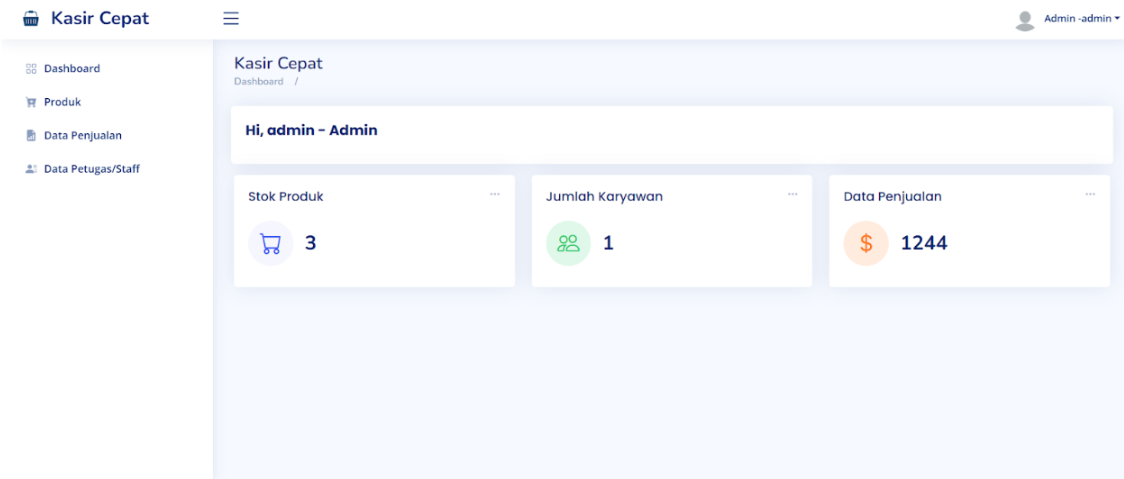 Kasir Cepat
Admin -admin
Dashboard
Produk
Data Penjualan
Data Petugas/Staff
Kasir Cepat
Dashboard /
Hi, admin - Admin
Stok Produk
3
Jumlah Karyawan
1
Data Penjualan
$ 1244